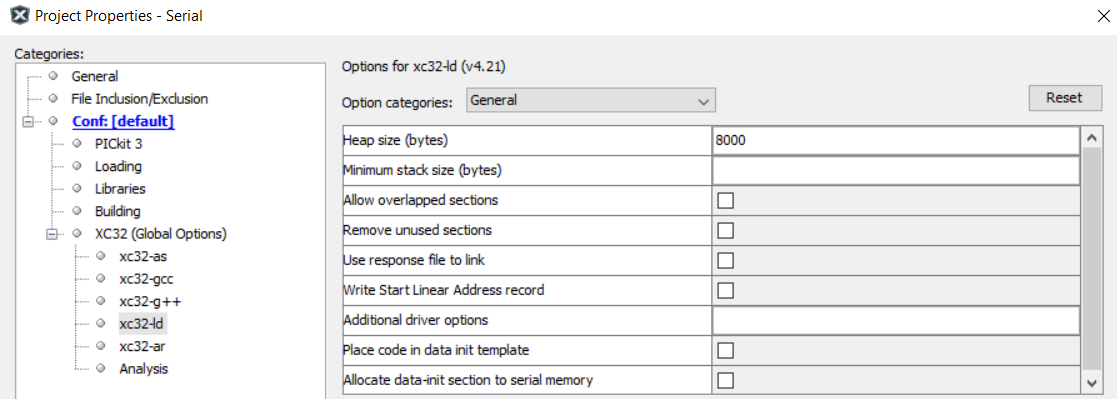 Project Properties - Serial
Categories:
General
File Inclusion/Exclusion
Conf: [default]
PICkit 3
Loading
Libraries
Building
XC32 (Global Options)
xc32-as
xc32-gcc
xc32-g++
xc32-ld
xc32-ar
Analysis
Options for xc32-ld (v4.21)
Option categories: General
Reset
Heap size (bytes) 8000
Minimum stack size (bytes)
Allow overlapped sections
Remove unused sections
Use response file to link
Write Start Linear Address record
Additional driver options
Place code in data init template
Allocate data-init section to serial memory